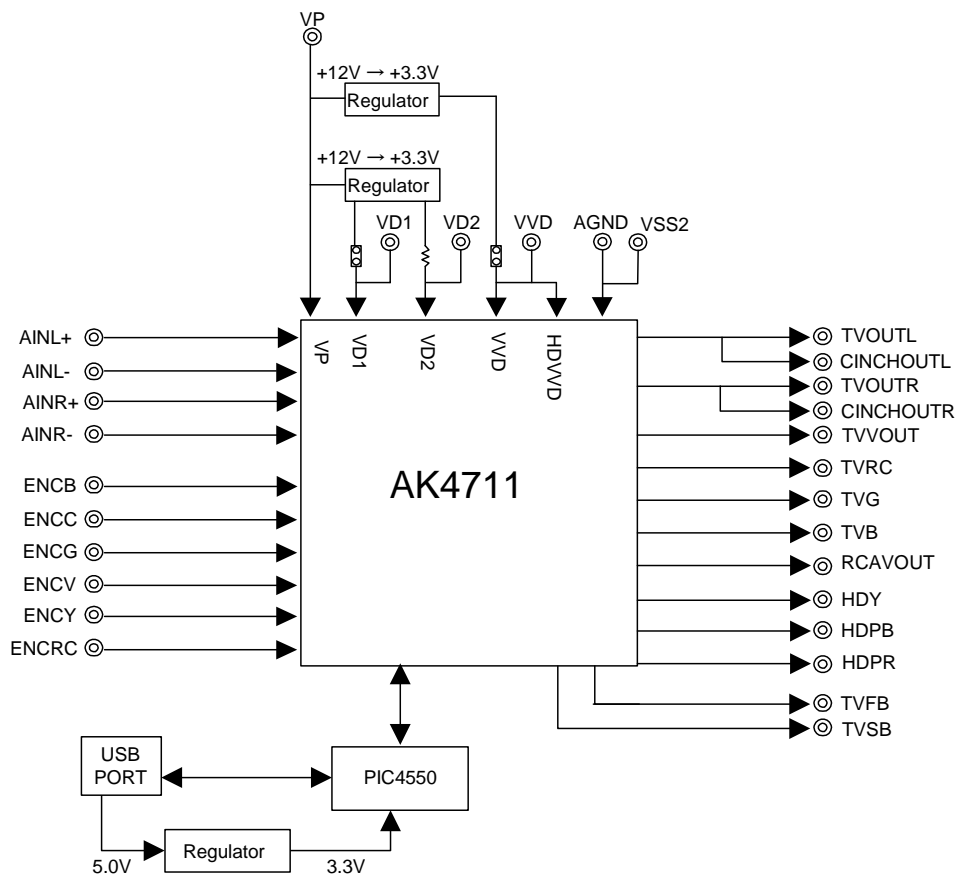 VP
+12V → +3.3V
Regulator
+12V → +3.3V
Regulator
VD1
VD2
VVD
AGND
VSS2
VP
VD1
VD2
VVD
HDVVD
AINL+
AINL-
AINR+
AINR-
ENCB
ENCC
ENCG
ENCV
ENCY
ENCRC
AK4711
TVOUTL
CINCHOUTL
TVOUTR
CINCHOUTR
TVVOUT
TVRC
TVG
TVB
RCAVOUT
HDY
HDPB
HDPR
TVFB
TVSB
USB
PORT
PIC4550
Regulator
5.0V
3.3V